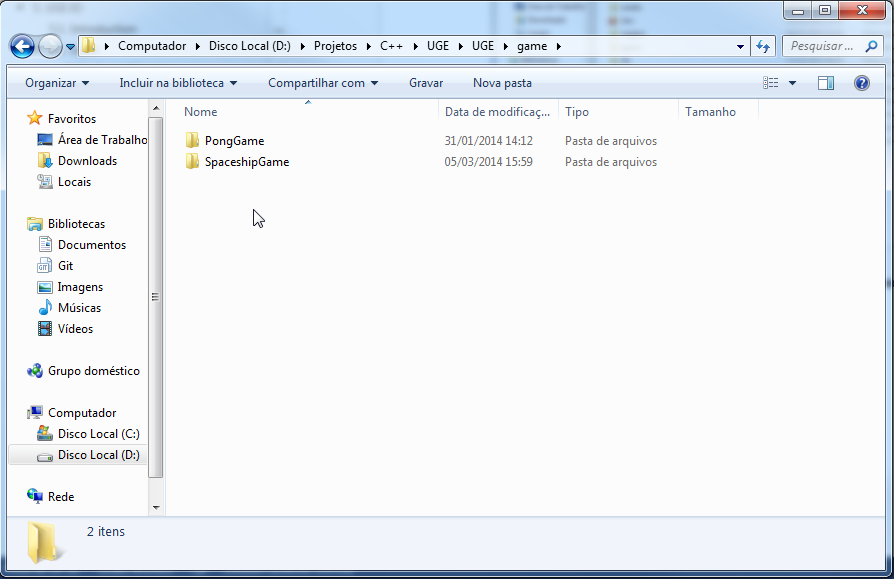 Computador Disco Local (D:) Projetos C++ UGE UGE game
Pesquisar ...
Organizar Incluir na biblioteca Compartilhar com Gravar Nova pasta
Nome Data de modificaç... Tipo Tamanho
PongGame 31/01/2014 14:12 Pasta de arquivos
SpaceshipGame 05/03/2014 15:59 Pasta de arquivos
Favoritos
Área de Trabalho
Downloads
Locais
Bibliotecas
Documentos
Git
Imagens
Músicas
Vídeos
Grupo doméstico
Computador
Disco Local (C:)
Disco Local (D:)
Rede
2 itens